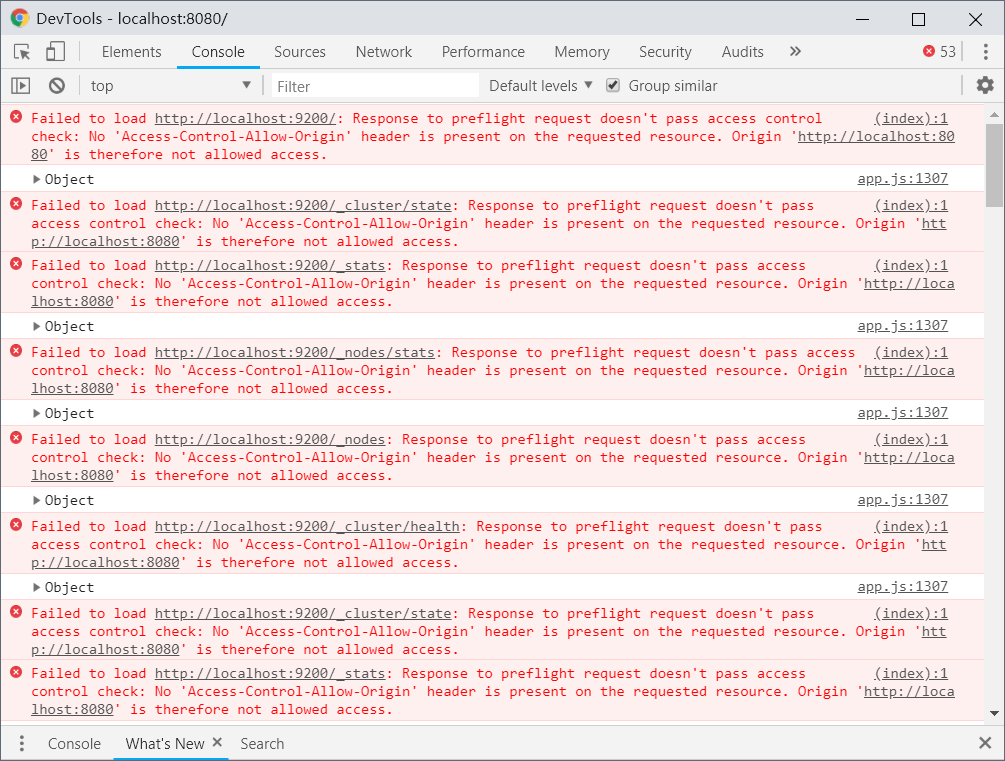 DevTools - localhost:8080/
Elements Console Sources Network Performance Memory Security Audits » 53
top Filter Default levels Group similar
Failed to load http://localhost:9200/: Response to preflight request doesn't pass access control (index):1
check: No 'Access-Control-Allow-Origin' header is present on the requested resource. Origin 'http://localhost:80
80' is therefore not allowed access.
Object app.js:1307
Failed to load http://localhost:9200/_cluster/state: Response to preflight request doesn't pass (index):1
access control check: No 'Access-Control-Allow-Origin' header is present on the requested resource. Origin 'htt
p://localhost:8080' is therefore not allowed access.
Failed to load http://localhost:9200/_stats: Response to preflight request doesn't pass access (index):1
control check: No 'Access-Control-Allow-Origin' header is present on the requested resource. Origin 'http://loca
lhost:8080' is therefore not allowed access.
Object app.js:1307
Failed to load http://localhost:9200/_nodes/stats: Response to preflight request doesn't pass access (index):1
control check: No 'Access-Control-Allow-Origin' header is present on the requested resource. Origin 'http://loca
lhost:8080' is therefore not allowed access.
Object app.js:1307
Failed to load http://localhost:9200/_nodes: Response to preflight request doesn't pass access (index):1
control check: No 'Access-Control-Allow-Origin' header is present on the requested resource. Origin 'http://loca
lhost:8080' is therefore not allowed access.
Object app.js:1307
Failed to load http://localhost:9200/_cluster/health: Response to preflight request doesn't pass (index):1
access control check: No 'Access-Control-Allow-Origin' header is present on the requested resource. Origin 'htt
p://localhost:8080' is therefore not allowed access.
Object app.js:1307
Failed to load http://localhost:9200/_cluster/state: Response to preflight request doesn't pass (index):1
access control check: No 'Access-Control-Allow-Origin' header is present on the requested resource. Origin 'htt
p://localhost:8080' is therefore not allowed access.
Failed to load http://localhost:9200/_stats: Response to preflight request doesn't pass access (index):1
control check: No 'Access-Control-Allow-Origin' header is present on the requested resource. Origin 'http://loca
lhost:8080' is therefore not allowed access.
Console What's New Search